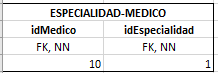 ESPECIALIDAD-MEDICO
idMedico idEspecialidad
FK, NN FK, NN
10 1